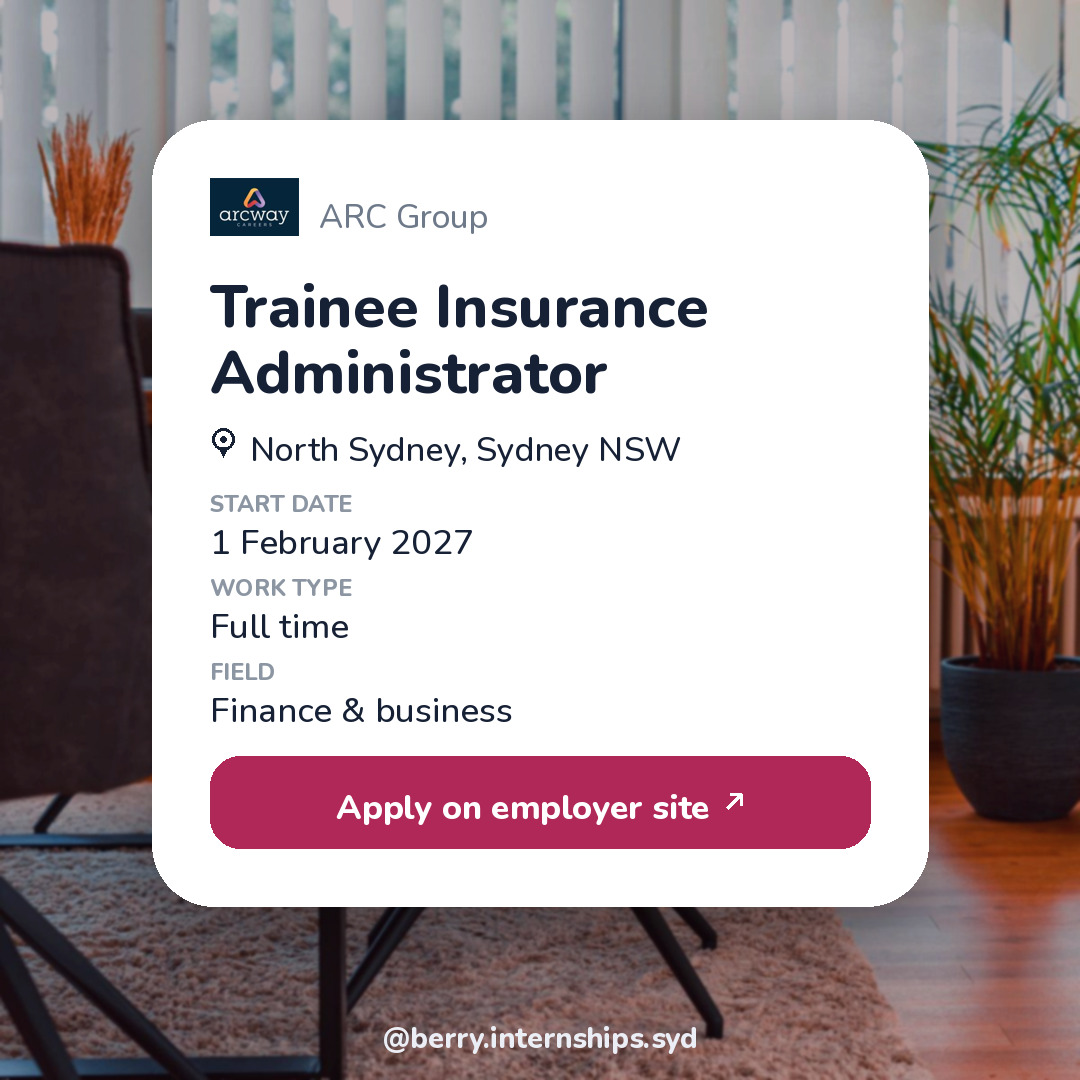 arcway
CAREERS
ARC Group
Trainee Insurance
Administrator
North Sydney, Sydney NSW
START DATE
1 February 2027
WORK TYPE
Full time
FIELD
Finance & business
Apply on employer site
@berry.internships.syd